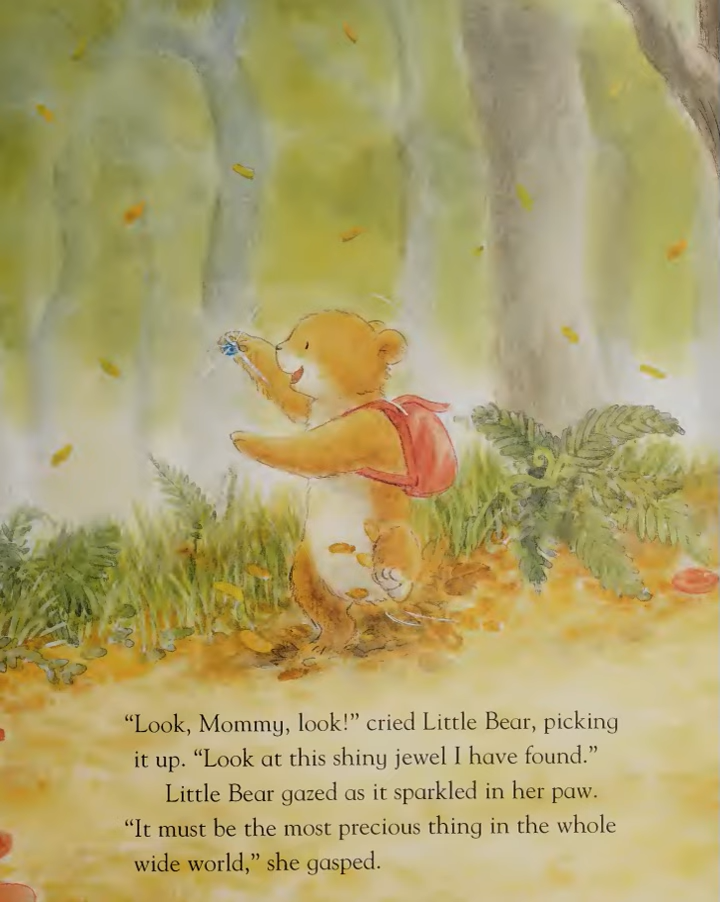 “Look, Mommy, look!” cried Little Bear, picking
it up. “Look at this shiny jewel I have found.”
Little Bear gazed as it sparkled in her paw.
“It must be the most precious thing in the whole
wide world,” she gasped.